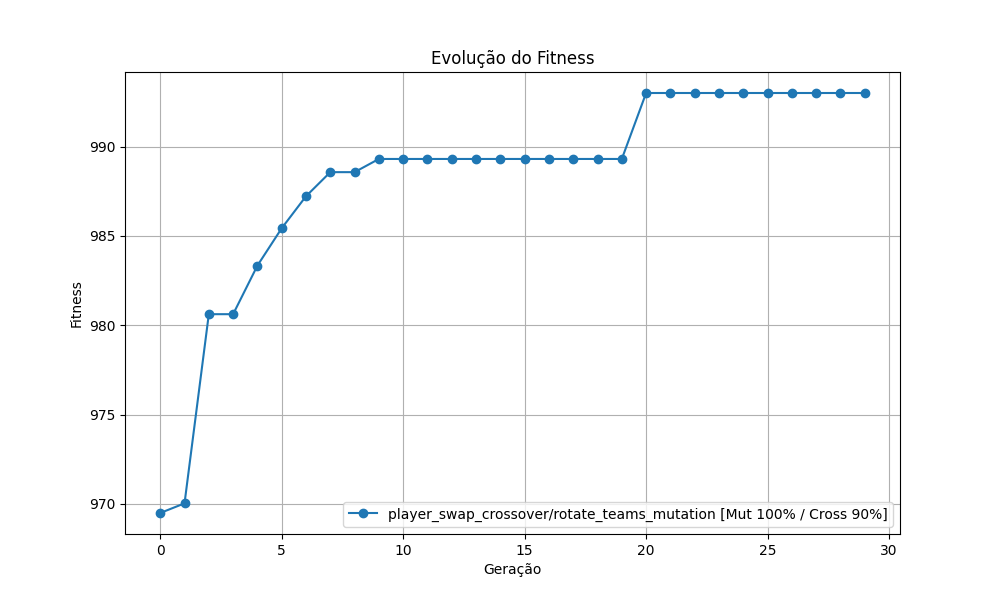 Evolução do Fitness
Fitness
990
985
980
975
970
player_swap_crossover/rotate_teams_mutation [Mut 100% / Cross 90%]
0 5 10 15 20 25 30
Geração